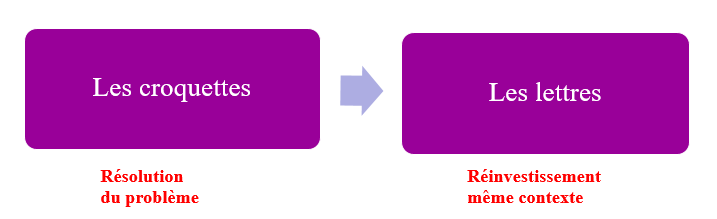 Les croquettes
Les lettres
Résolution
du problème
Réinvestissement
même contexte